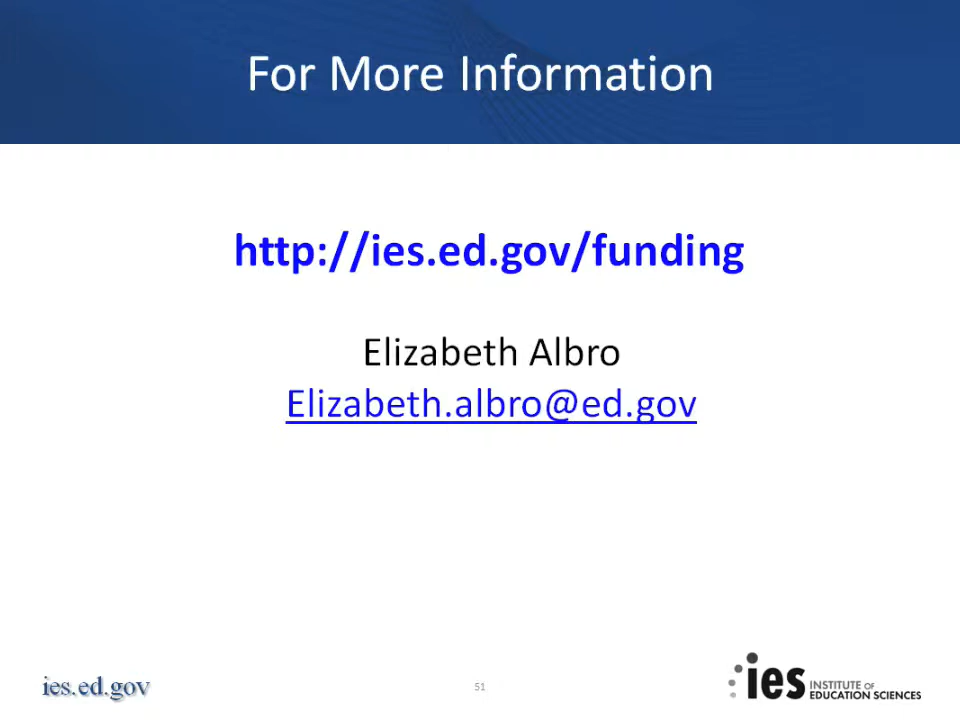 For More Information
http://ies.ed.gov/funding
Elizabeth Albro
Elizabeth.albro@ed.gov
ies.ed.gov
51
ies INSTITUTE OF
EDUCATION SCIENCES